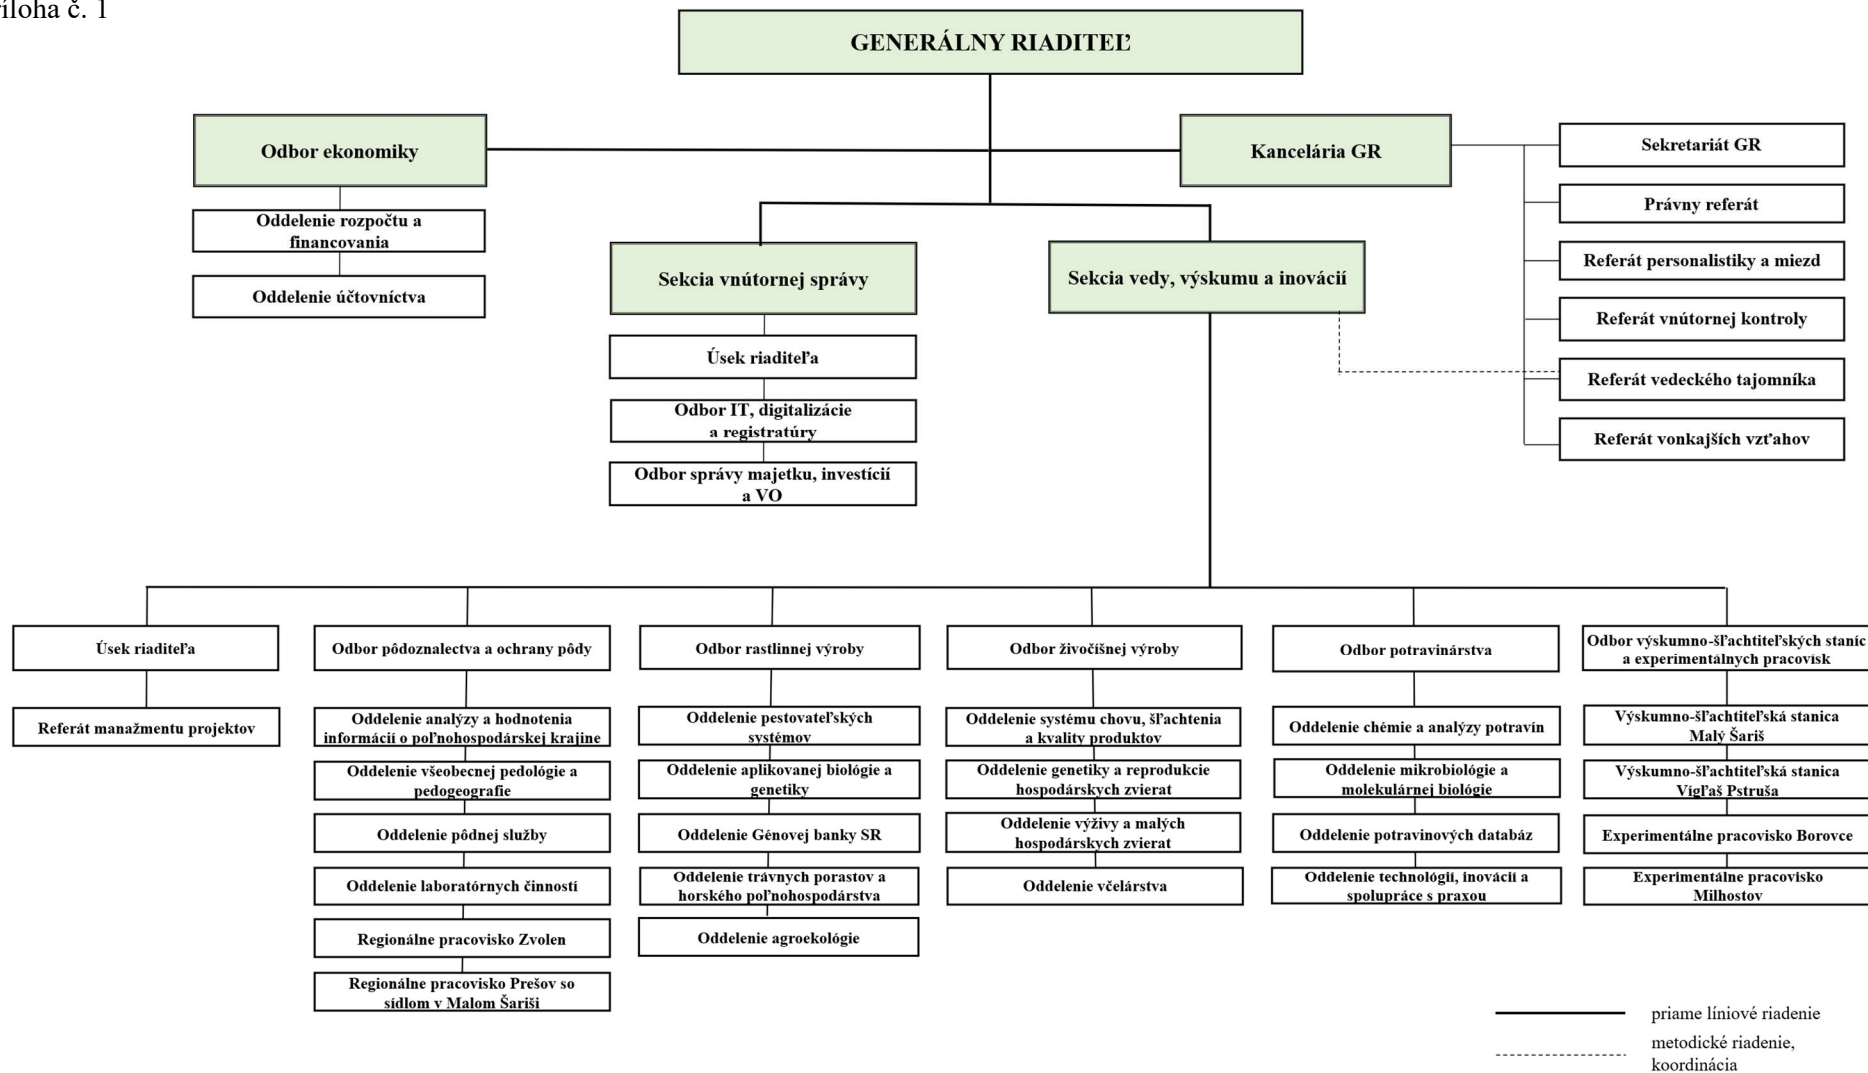 ríloha č. 1
GENERÁLNY RIADITEĽ
Odbor ekonomiky
Oddelenie rozpočtu a
financovania
Oddelenie účtovníctva
Kancelária GR
Sekretariát GR
Právny referát
Referát personalistiky a miezd
Referát vnútornej kontroly
Referát vedeckého tajomníka
Referát vonkajších vzťahov
Sekcia vnútornej správy
Úsek riaditeľa
Odbor IT, digitalizácie
a registratúry
Odbor správy majetku, investícií
a VO
Sekcia vedy, výskumu a inovácií
Úsek riaditeľa
Referát manažmentu projektov
Odbor pôdoznalectva a ochrany pôdy
Oddelenie analýzy a hodnotenia
informácií o poľnohospodárskej krajine
Oddelenie všeobecnej pedológie a
pedogeografie
Oddelenie pôdnej služby
Oddelenie laboratórnych činností
Regionálne pracovisko Zvolen
Regionálne pracovisko Prešov so
sídlom v Malom Šariši
Odbor rastlinnej výroby
Oddelenie pestovateľských
systémov
Oddelenie aplikovanej biológie a
genetiky
Oddelenie Génovej banky SR
Oddelenie trávnych porastov a
horského poľnohospodárstva
Oddelenie agroekológie
Odbor živočíšnej výroby
Oddelenie systému chovu, šľachtenia
a kvality produktov
Oddelenie genetiky a reprodukcie
hospodárskych zvierat
Oddelenie výživy a malých
hospodárskych zvierat
Oddelenie včelárstva
Odbor potravinárstva
Oddelenie chémie a analýzy potravín
Oddelenie mikrobiológie a
molekulárnej biológie
Oddelenie potravinových databáz
Oddelenie technológií, inovácií a
spolupráce s praxou
Odbor výskumno-šľachtiteľských staníc
a experimentálnych pracovísk
Výskumno-šľachtiteľská stanica
Malý Šariš
Výskumno-šľachtiteľská stanica
Vígľaš Pstruša
Experimentálne pracovisko Borovce
Experimentálne pracovisko
Milhostov
priame líniové riadenie
metodické riadenie,
koordinácia